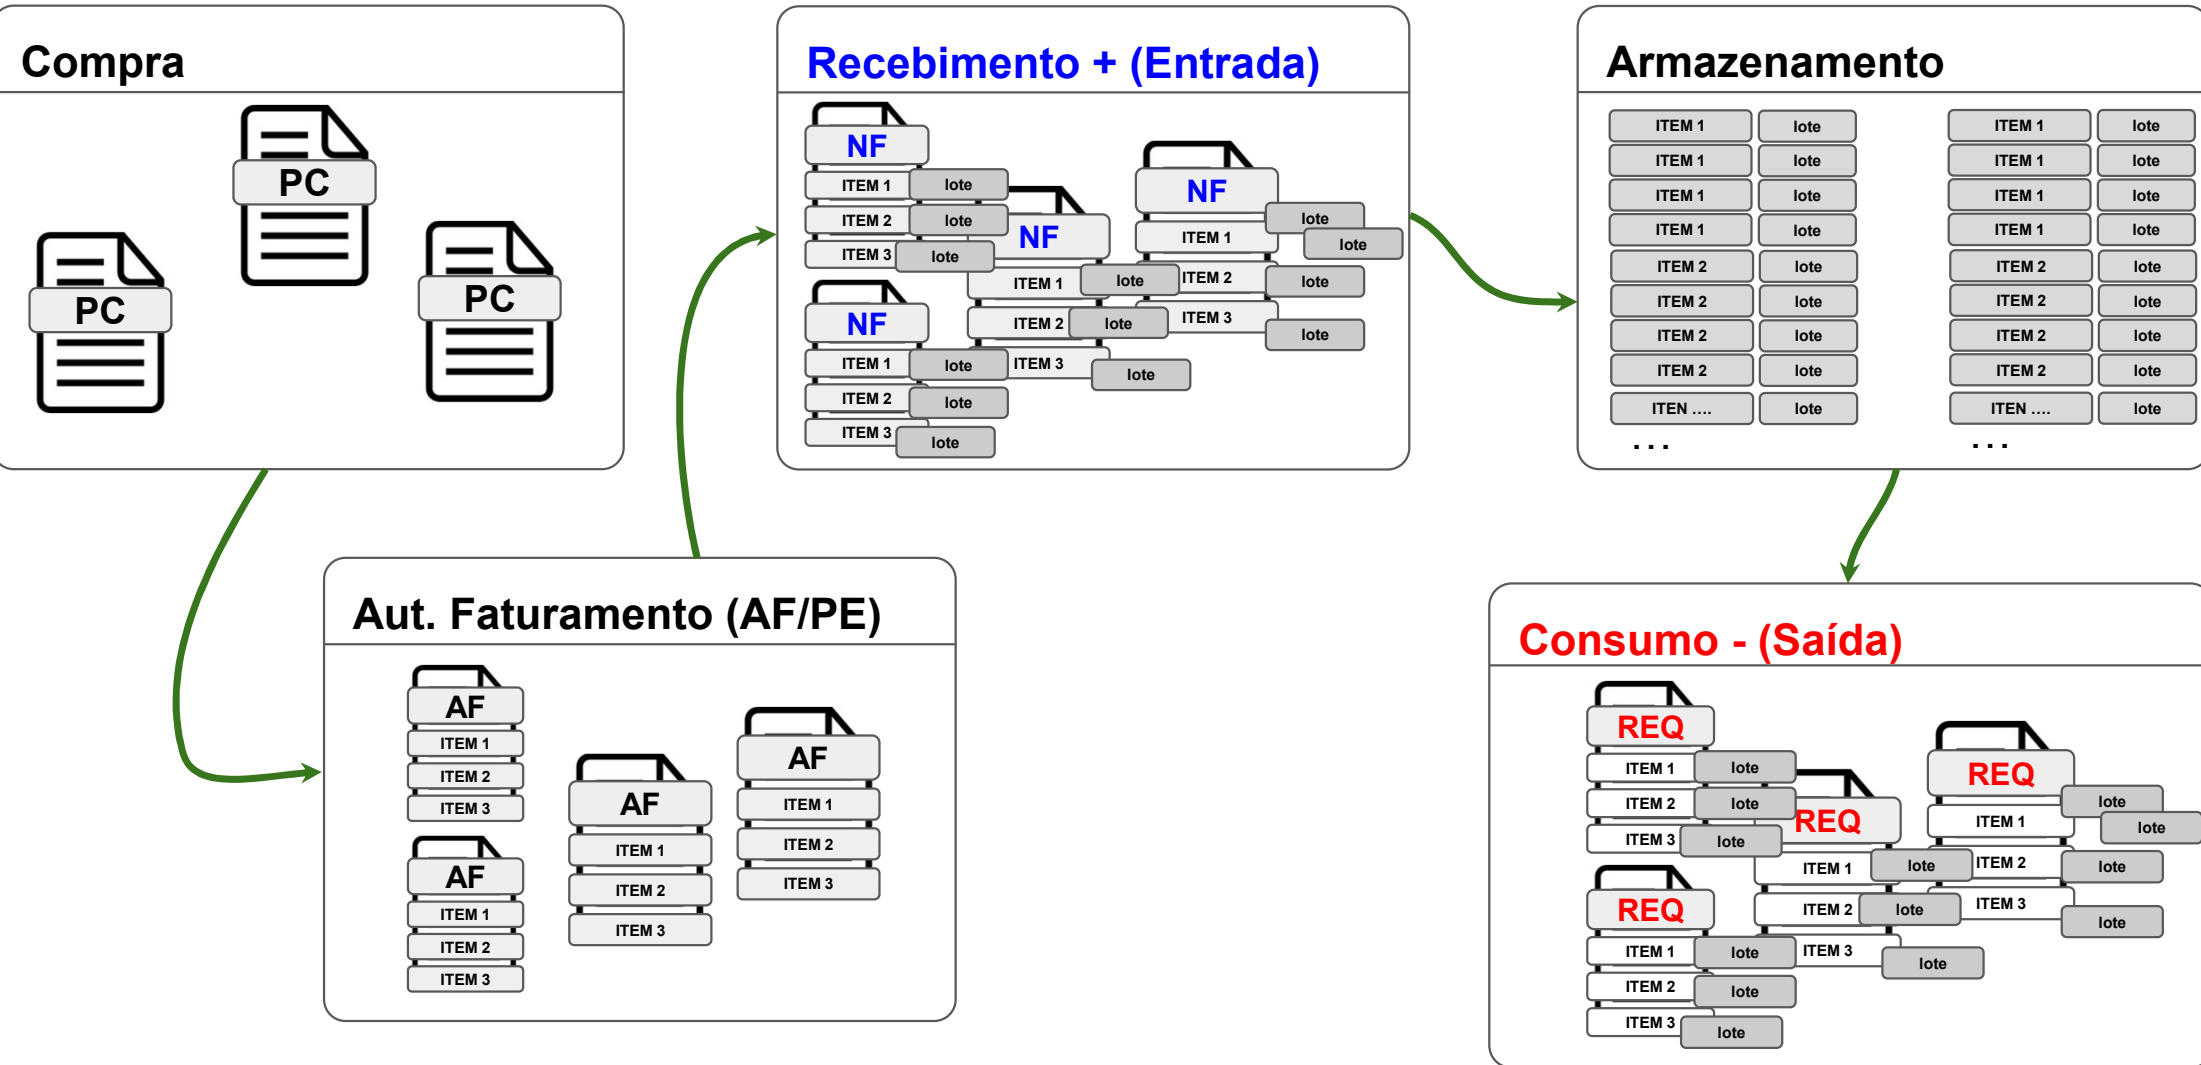 Compra
PC
PC
PC
Aut. Faturamento (AF/PE)
AF
ITEM 1
ITEM 2
ITEM 3
AF
ITEM 1
ITEM 2
ITEM 3
AF
ITEM 1
ITEM 2
ITEM 3
AF
ITEM 1
ITEM 2
ITEM 3
Recebimento + (Entrada)
NF
ITEM 1 lote
ITEM 2 lote
ITEM 3 lote
NF
ITEM 1 lote
ITEM 2 lote
ITEM 3 lote
NF
ITEM 1 lote
ITEM 2 lote
ITEM 3 lote
NF
lote
ITEM 1 lote
ITEM 2 lote
ITEM 3 lote
Armazenamento
ITEM 1 lote
ITEM 1 lote
ITEM 1 lote
ITEM 1 lote
ITEM 2 lote
ITEM 2 lote
ITEM 2 lote
ITEM 2 lote
ITEN .... lote
...
ITEM 1 lote
ITEM 1 lote
ITEM 1 lote
ITEM 1 lote
ITEM 2 lote
ITEM 2 lote
ITEM 2 lote
ITEM 2 lote
ITEN .... lote
...
Consumo - (Saída)
REQ
ITEM 1 lote
ITEM 2 lote
ITEM 3 lote
REQ
ITEM 1 lote
ITEM 2 lote
ITEM 3 lote
REQ
ITEM 1 lote
ITEM 2 lote
ITEM 3 lote
REQ
lote
ITEM 1 lote
ITEM 2 lote
ITEM 3 lote